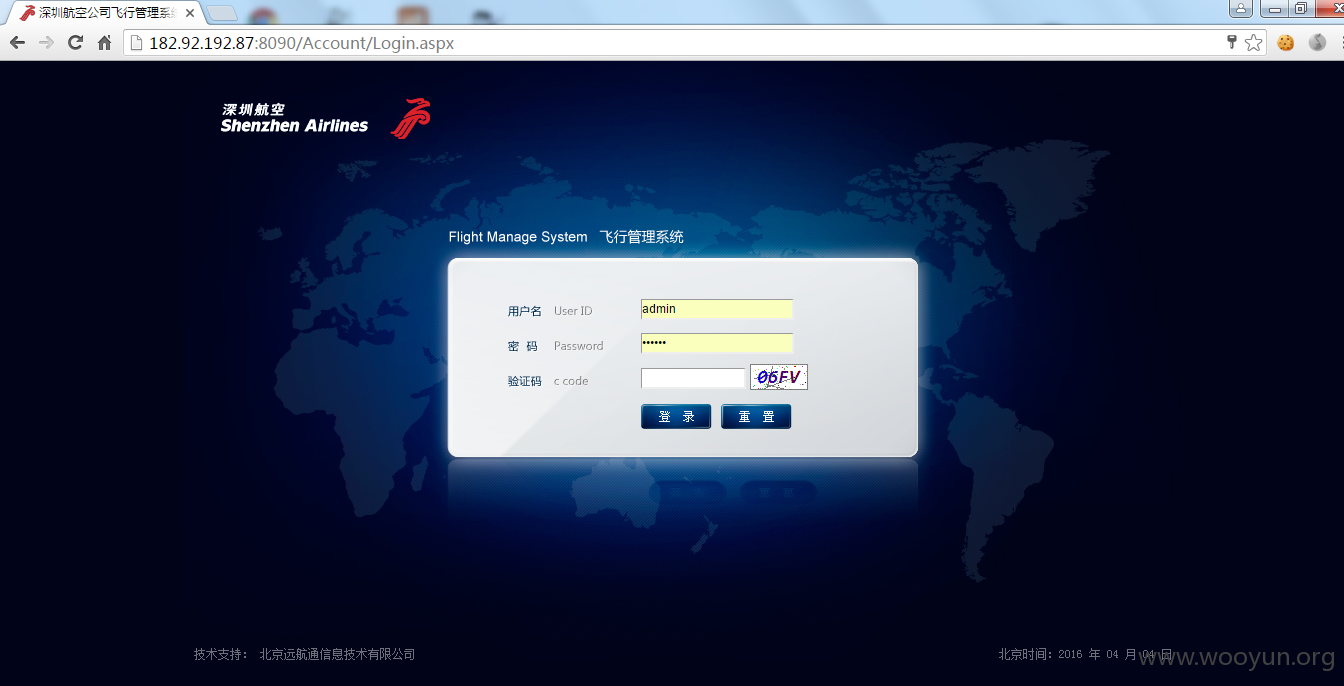 深圳航空公司飞行管理系
182.92.192.87:8090/Account/Login.aspx
深圳航空
Shenzhen Airlines
Flight Manage System 飞行管理系统
用户名 User ID admin
密 码 Password ••••••
验证码 c code 06FV
登 录 重 置
技术支持： 北京远航通信息技术有限公司
北京时间：2016 年 04 月 04 日
www.wooyun.org